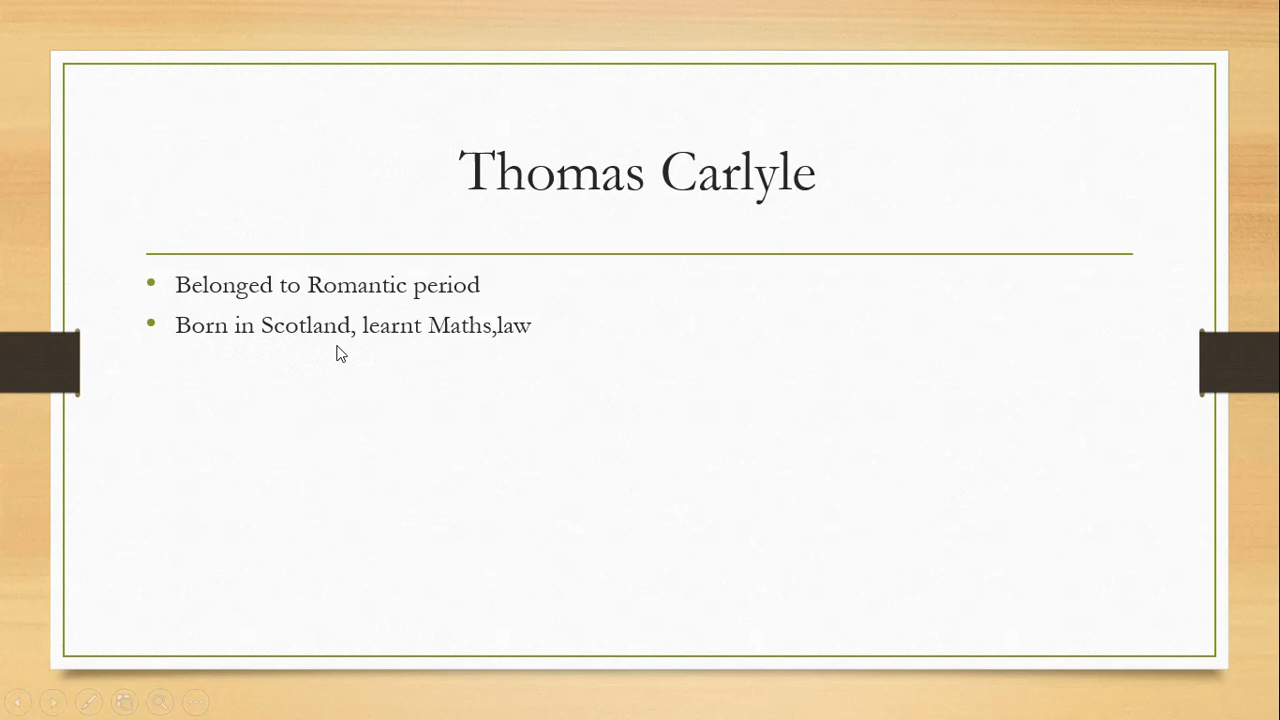 Thomas Carlyle
Belonged to Romantic period
Born in Scotland, learnt Maths,law